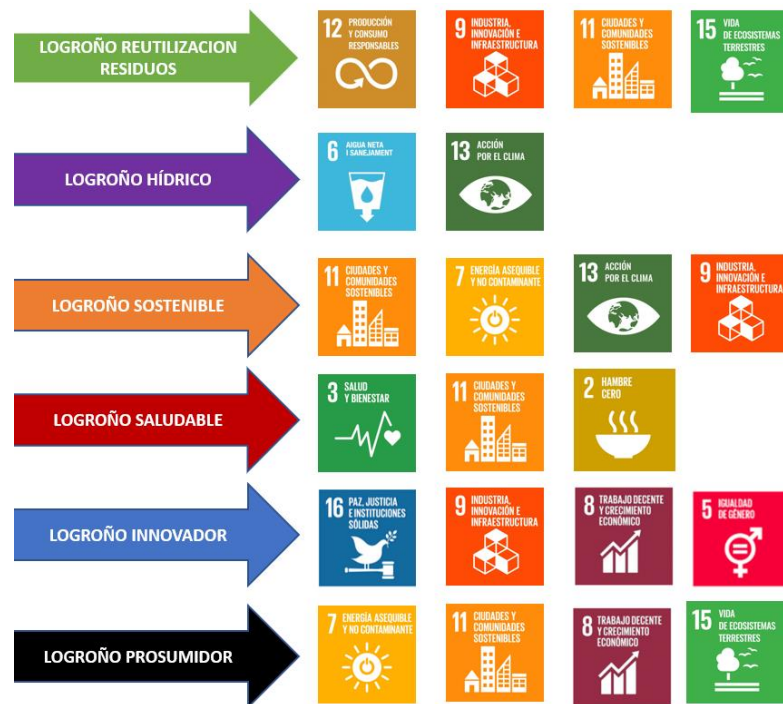 LOGROÑO REUTILIZACION
RESIDUOS
12 PRODUCCIÓN
Y CONSUMO
RESPONSABLES
9 INDUSTRIA,
INNOVACIÓN E
INFRAESTRUCTURA
11 CIUDADES Y
COMUNIDADES
SOSTENIBLES
15 VIDA
DE ECOSISTEMAS
TERRESTRES
LOGROÑO HÍDRICO
6 AIGUA NETA
I SANEJAMENT
13 ACCIÓN
POR EL CLIMA
LOGROÑO SOSTENIBLE
11 CIUDADES Y
COMUNIDADES
SOSTENIBLES
7 ENERGÍA ASEQUIBLE
Y NO CONTAMINANTE
13 ACCIÓN
POR EL CLIMA
9 INDUSTRIA,
INNOVACIÓN E
INFRAESTRUCTURA
LOGROÑO SALUDABLE
3 SALUD
Y BIENESTAR
11 CIUDADES Y
COMUNIDADES
SOSTENIBLES
2 HAMBRE
CERO
LOGROÑO INNOVADOR
16 PAZ, JUSTICIA
E INSTITUCIONES
SÓLIDAS
9 INDUSTRIA,
INNOVACIÓN E
INFRAESTRUCTURA
8 TRABAJO DECENTE
Y CRECIMIENTO
ECONÓMICO
5 IGUALDAD
DE GÉNERO
LOGROÑO PROSUMIDOR
7 ENERGÍA ASEQUIBLE
Y NO CONTAMINANTE
11 CIUDADES Y
COMUNIDADES
SOSTENIBLES
8 TRABAJO DECENTE
Y CRECIMIENTO
ECONÓMICO
15 VIDA
DE ECOSISTEMAS
TERRESTRES